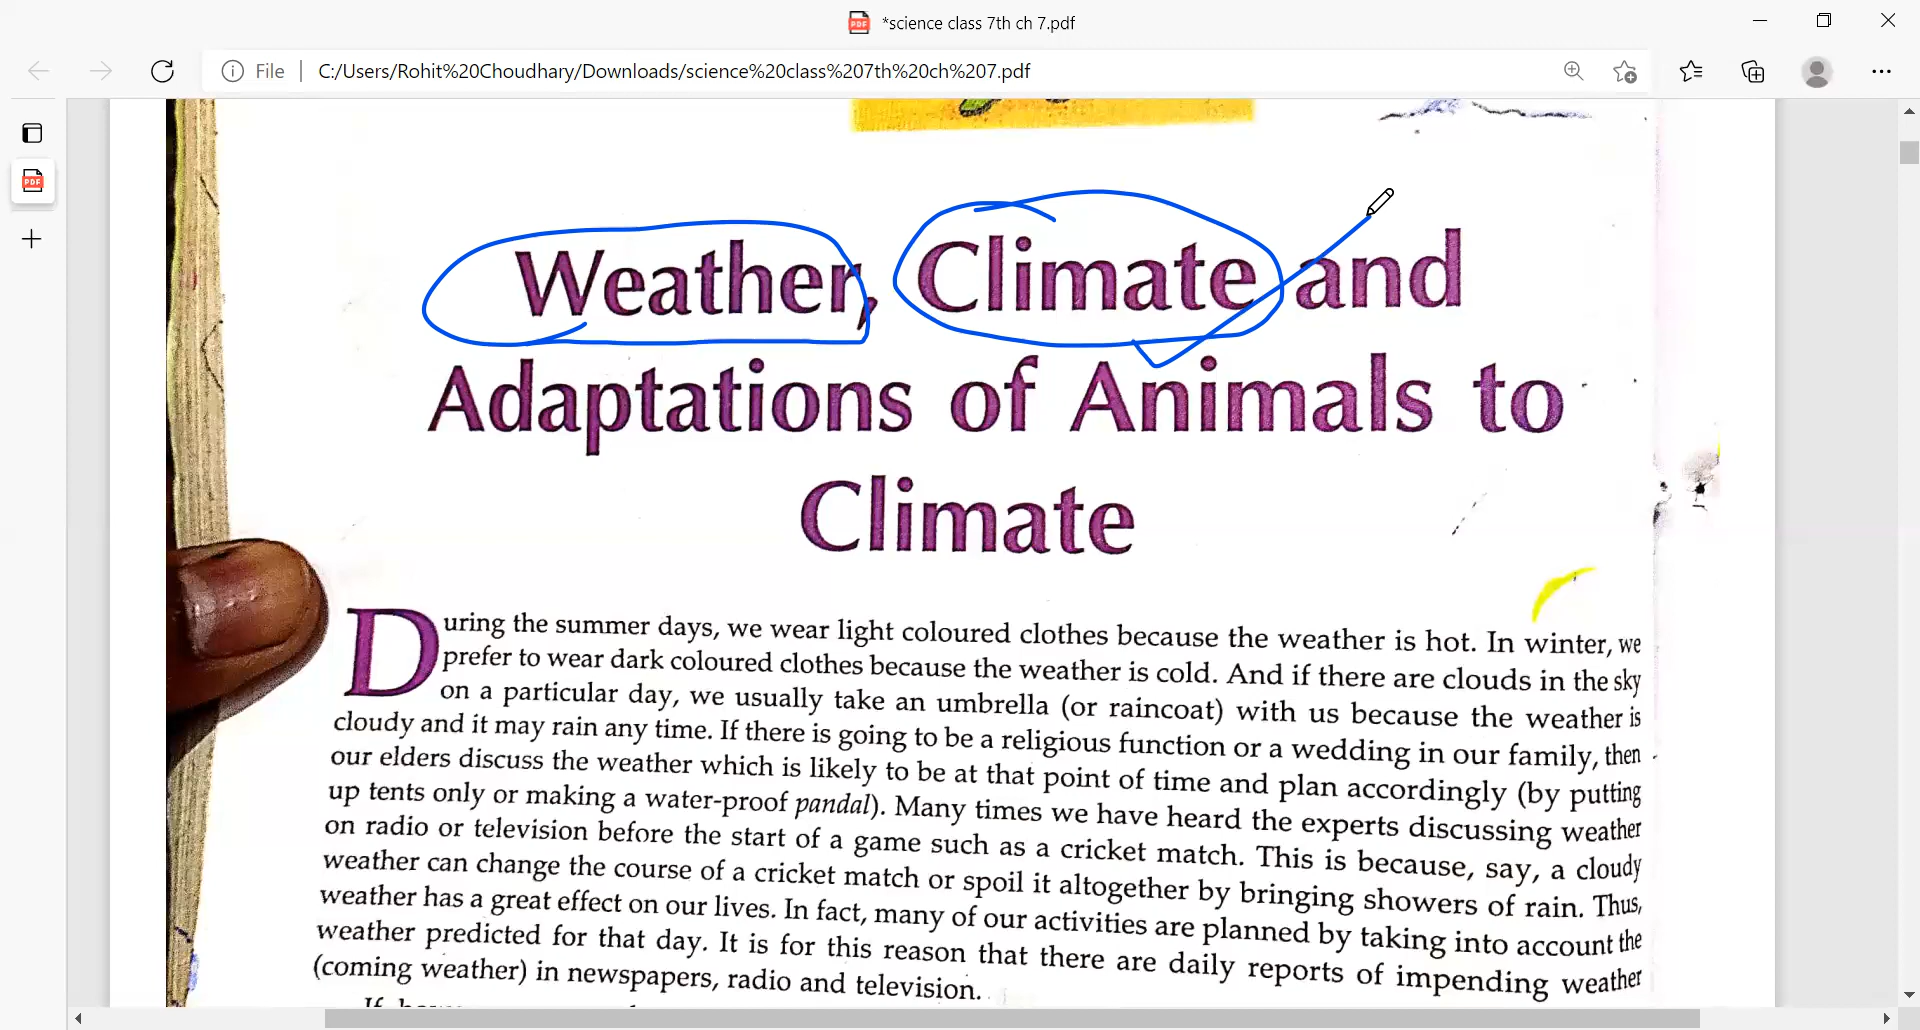 *science class 7th ch 7.pdf
File
C:/Users/Rohit%20Choudhary/Downloads/science%20class%207th%20ch%207.pdf
Weather, Climate and
Adaptations of Animals to
Climate
During the summer days, we wear light coloured clothes because the weather is hot. In winter, we
prefer to wear dark coloured clothes because the weather is cold. And if there are clouds in the sky
on a particular day, we usually take an umbrella (or raincoat) with us because the weather is
cloudy and it may rain any time. If there is going to be a religious function or a wedding in our family, then
our elders discuss the weather which is likely to be at that point of time and plan accordingly (by putting
up tents only or making a water-proof pandal). Many times we have heard the experts discussing weather
on radio or television before the start of a game such as a cricket match. This is because, say, a cloudy
weather can change the course of a cricket match or spoil it altogether by bringing showers of rain. Thus,
weather has a great effect on our lives. In fact, many of our activities are planned by taking into account the
weather predicted for that day. It is for this reason that there are daily reports of impending weather
(coming weather) in newspapers, radio and television.